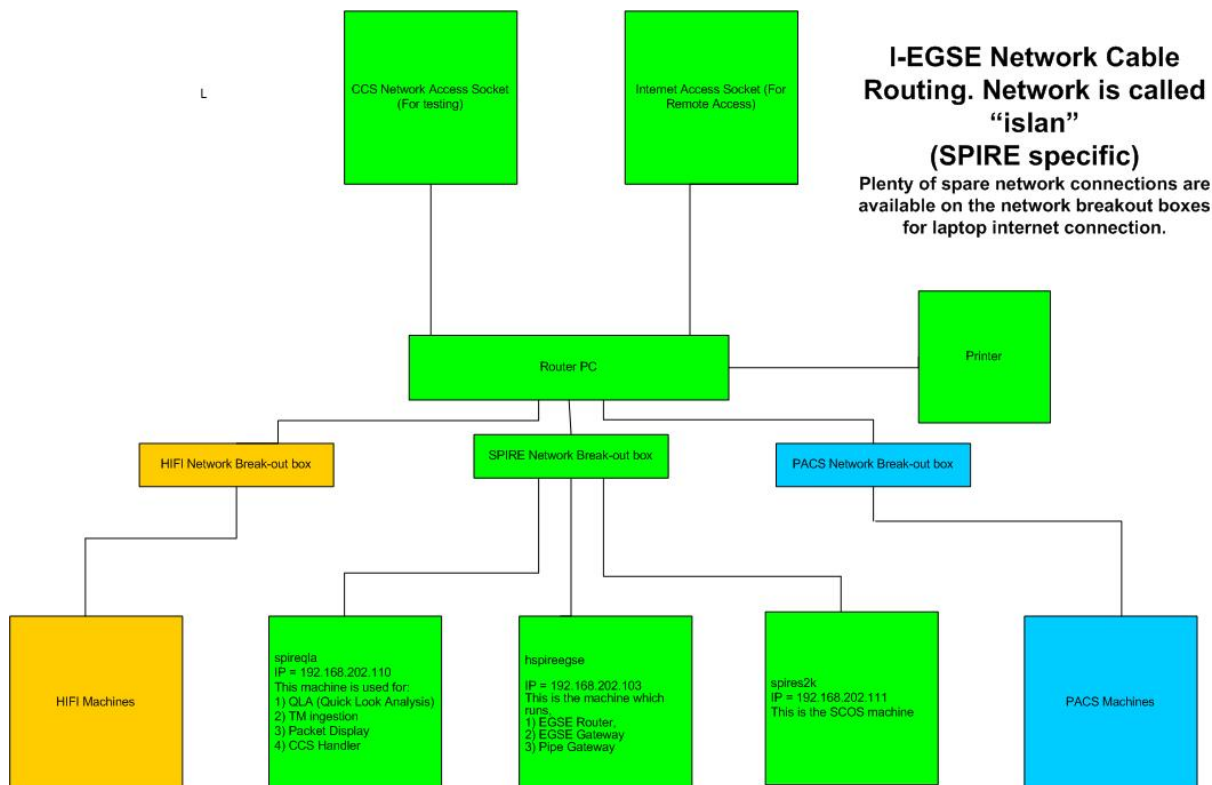 L
CCS Network Access Socket
(For testing)
Internet Access Socket (For
Remote Access)
I-EGSE Network Cable
Routing. Network is called
“islan”
(SPIRE specific)
Plenty of spare network connections are
available on the network breakout boxes
for laptop internet connection.
Router PC
Printer
HIFI Network Break-out box
SPIRE Network Break-out box
PACS Network Break-out box
HIFI Machines
spireqla
IP = 192.168.202.110
This machine is used for:
1) QLA (Quick Look Analysis)
2) TM ingestion
3) Packet Display
4) CCS Handler
hspireegse
IP = 192.168.202.103
This is the machine which
runs,
1) EGSE Router,
2) EGSE Gateway
3) Pipe Gateway
spires2k
IP = 192.168.202.111
This is the SCOS machine
PACS Machines